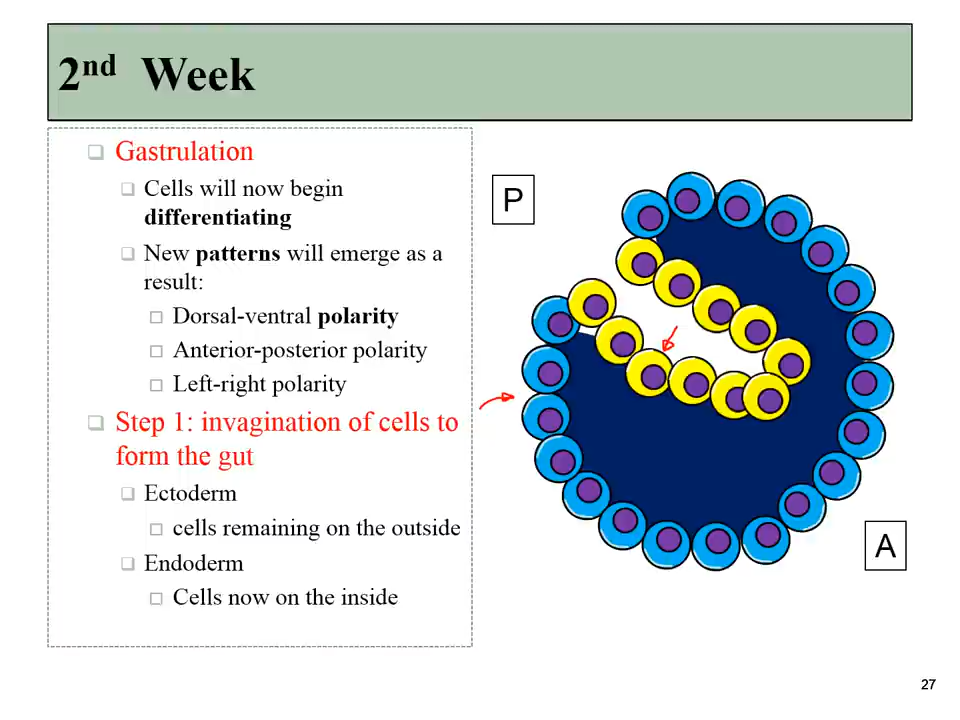 2nd Week
Gastrulation
Cells will now begin
differentiating
New patterns will emerge as a
result:
Dorsal-ventral polarity
Anterior-posterior polarity
Left-right polarity
Step 1: invagination of cells to
form the gut
Ectoderm
cells remaining on the outside
Endoderm
Cells now on the inside
P
A
27